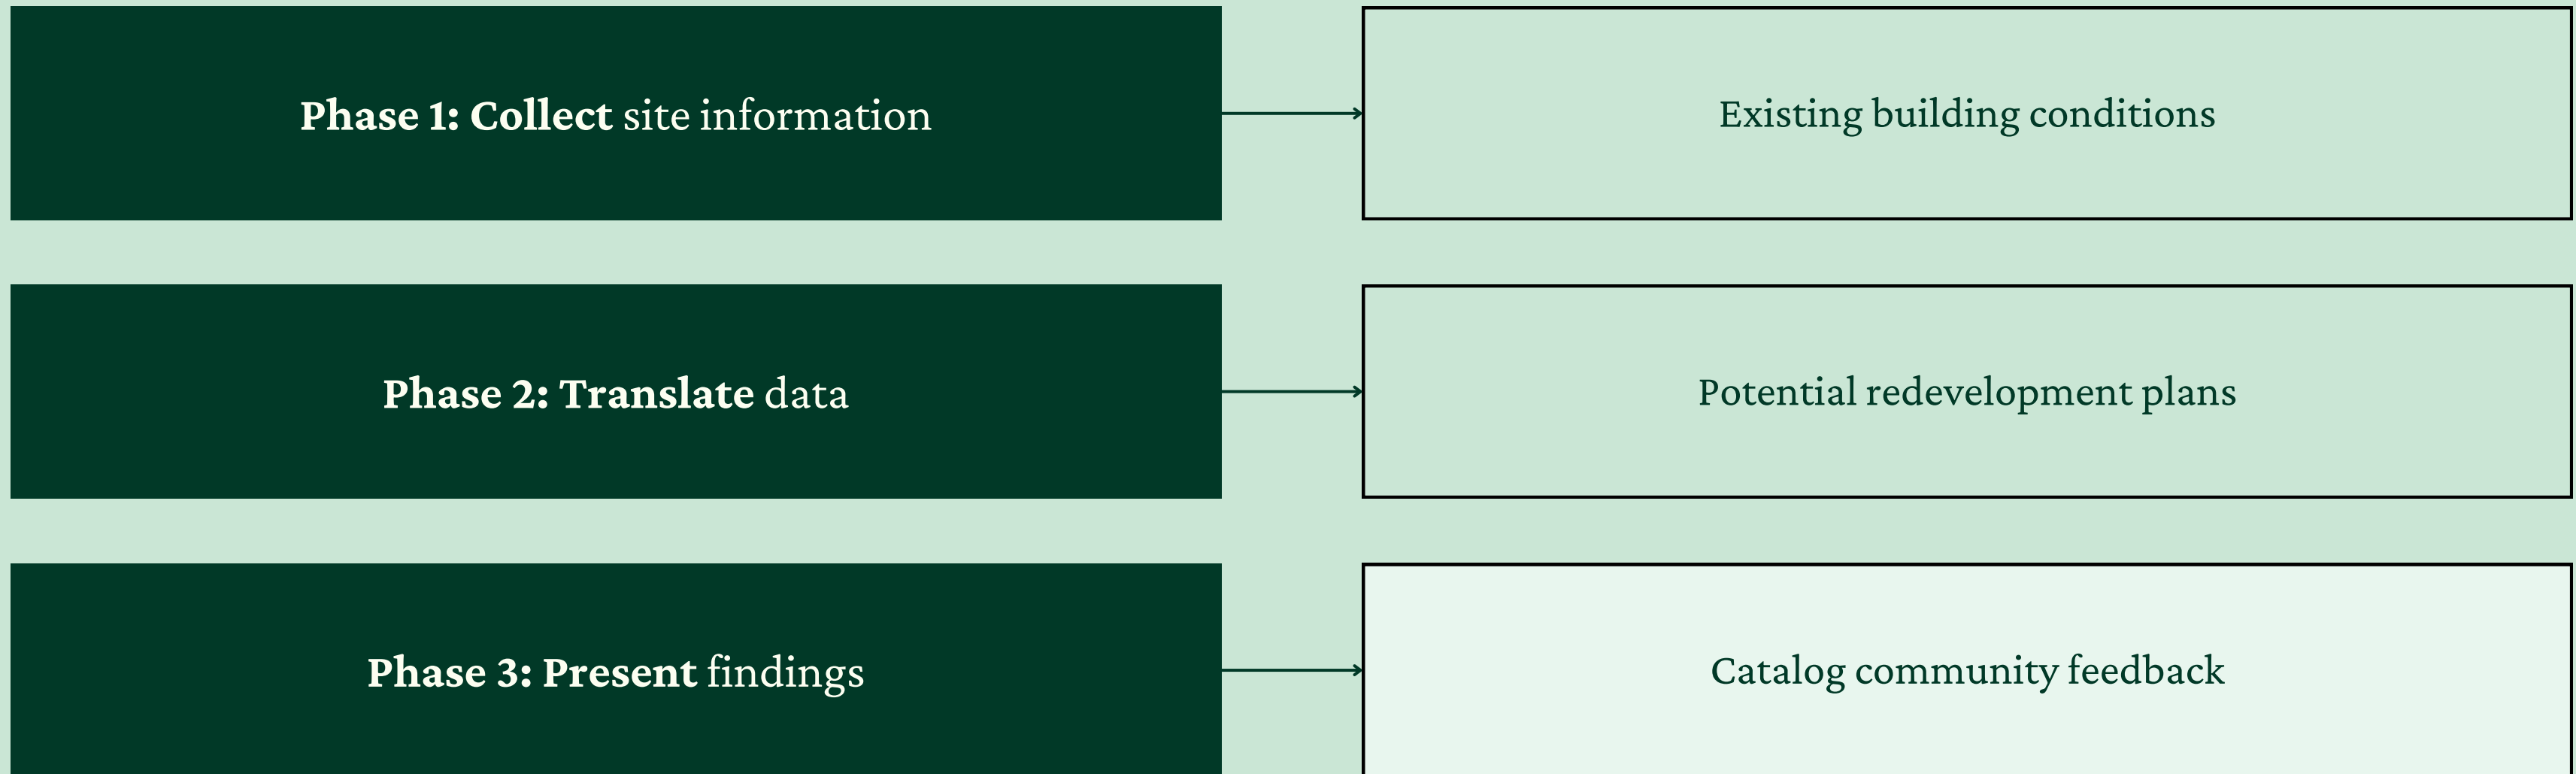 Phase 1: Collect site information
Existing building conditions
Phase 2: Translate data
Potential redevelopment plans
Phase 3: Present findings
Catalog community feedback